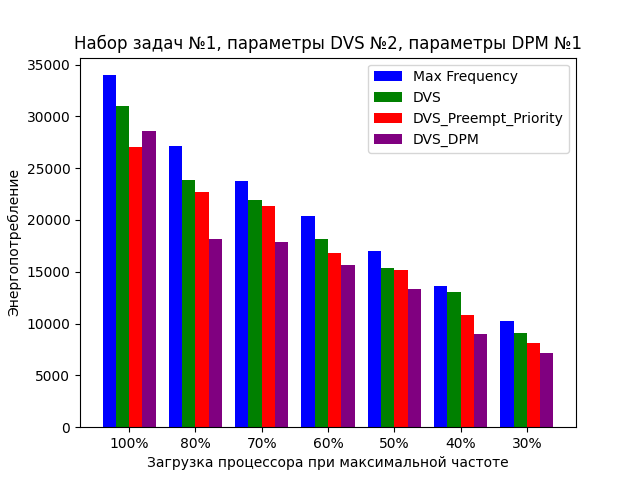 Набор задач №1, параметры DVS №2, параметры DPM №1
35000
30000
25000
20000
15000
10000
5000
0
Энергопотребление
Max Frequency
DVS
DVS_Preempt_Priority
DVS_DPM
100% 80% 70% 60% 50% 40% 30%
Загрузка процессора при максимальной частоте